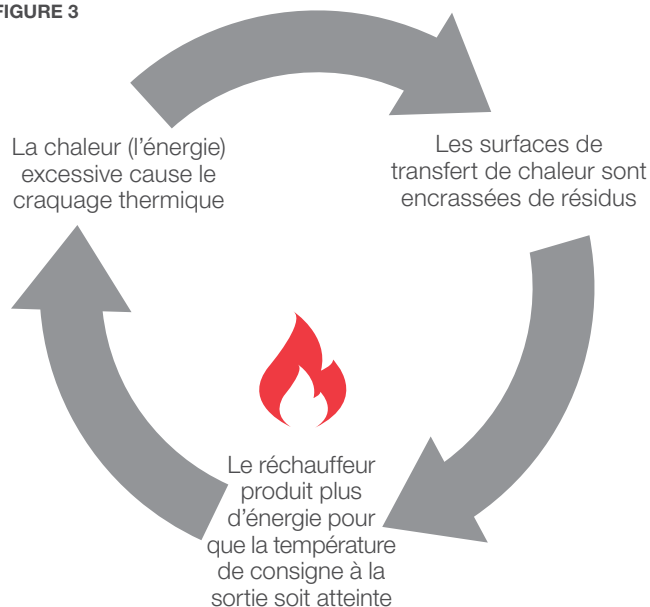 FIGURE 3
La chaleur (l’énergie)
excessive cause le
craquage thermique
Les surfaces de
transfert de chaleur sont
encrassées de résidus
Le réchauffeur
produit plus
d’énergie pour
que la température
de consigne à la
sortie soit atteinte